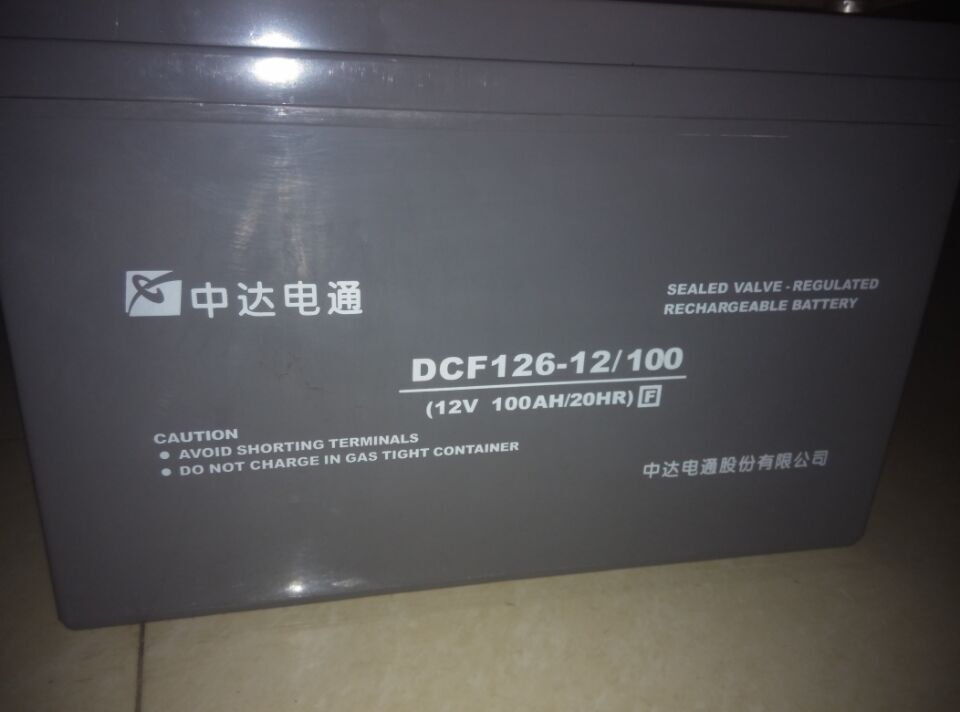 中达电通
SEALED VALVE - REGULATED
RECHARGEABLE BATTERY
DCF126-12/100
(12V 100AH/20HR) F
CAUTION
● AVOID SHORTING TERMINALS
● DO NOT CHARGE IN GAS TIGHT CONTAINER
中达电通股份有限公司